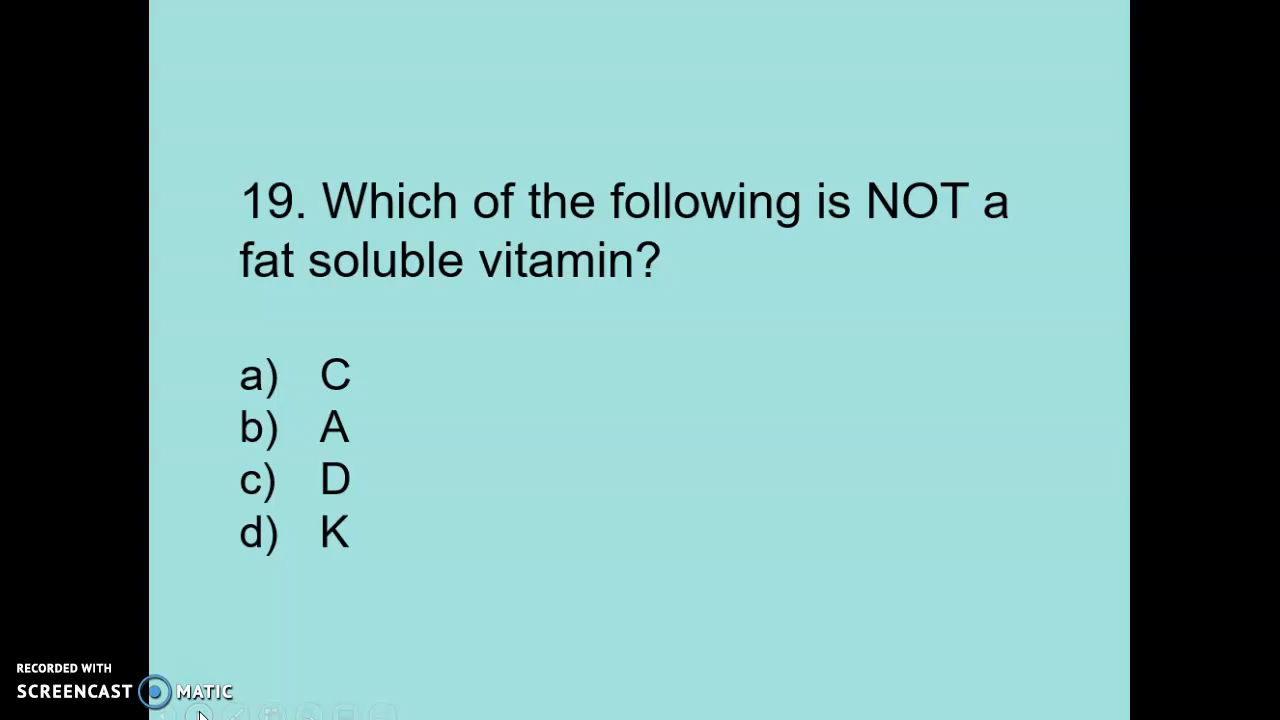 19. Which of the following is NOT a
fat soluble vitamin?
a) C
b) A
c) D
d) K
RECORDED WITH
SCREENCAST MATIC